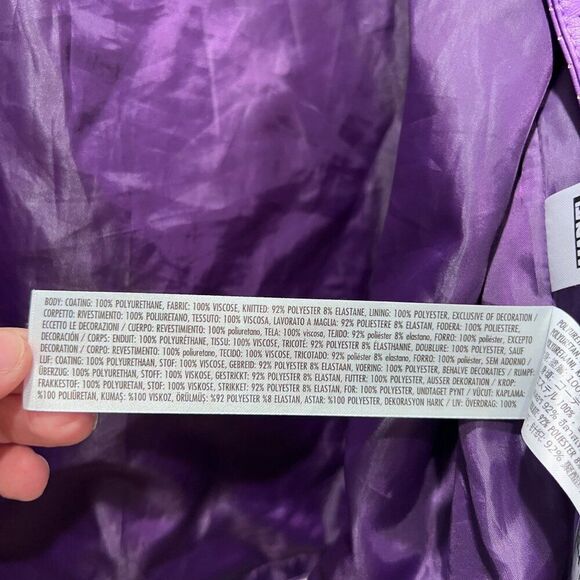 BODY: COATING: 100% POLYURETHANE, FABRIC: 100% VISCOSE, KNITTED: 92% POLYESTER 8% ELASTANE, LINING: 100% POLYESTER, EXCLUSIVE OF DECORATION /
CORPETTO: RIVESTIMENTO: 100% POLIURETANO, TESSUTO: 100% VISCOSA, LAVORATO A MAGLIA: 92% POLIESTERE 8% ELASTAN, FODERA: 100% POLIESTERE,
ECCETTO LE DECORAZIONI / CUERPO: REVESTIMIENTO: 100% poliuretano, TELA: 100% viscosa, TEJIDO: 92% poliéster 8% elastano, FORRO: 100% poliéster, EXCEPTO
DECORACIÓN / CORPS: ENDUIT: 100% POLYURÉTHANE, TISSU: 100% VISCOSE, TRICOTÉ: 92% POLYESTER 8% ÉLASTHANNE, DOUBLURE: 100% POLYESTER, SAUF
DECORATION / CORPO: REVESTIMENTO: 100% poliuretano, TECIDO: 100% viscose, TRICOTADO: 92% poliéster 8% elastano, FORRO: 100% poliéster, SEM ADORNO /
LIJF: COATING: 100% POLYURETHAAN, STOF: 100% VISCOSE, GEBREID: 92% POLYESTER 8% ELASTAAN, VOERING: 100% POLYESTER, BEHALVE DECORATIES / RUMPF:
ÜBERZUG: 100% POLYURETHAN, STOFF: 100% VISKOSE, GESTRICKT: 92% POLYESTER 8% ELASTAN, FUTTER: 100% POLYESTER, AUSSER DEKORATION / KROP:
FRAKKESTOF: 100% POLYURETAN, STOF: 100% VISKOSE, STRIKKET: 92% POLYESTER 8% ELASTAN, FOR: 100% POLYESTER, UNDTAGET PYNT / VÜCUT: KAPLAMA:
%100 POLİÜRETAN, KUMAŞ: %100 VISKOZ, ÖRÜLMÜŞ: %92 POLYESTER %8 ELASTAN, ASTAR: %100 POLYESTER, DEKORASYON HARIC / LIV: ÖVERDRAG: 100%